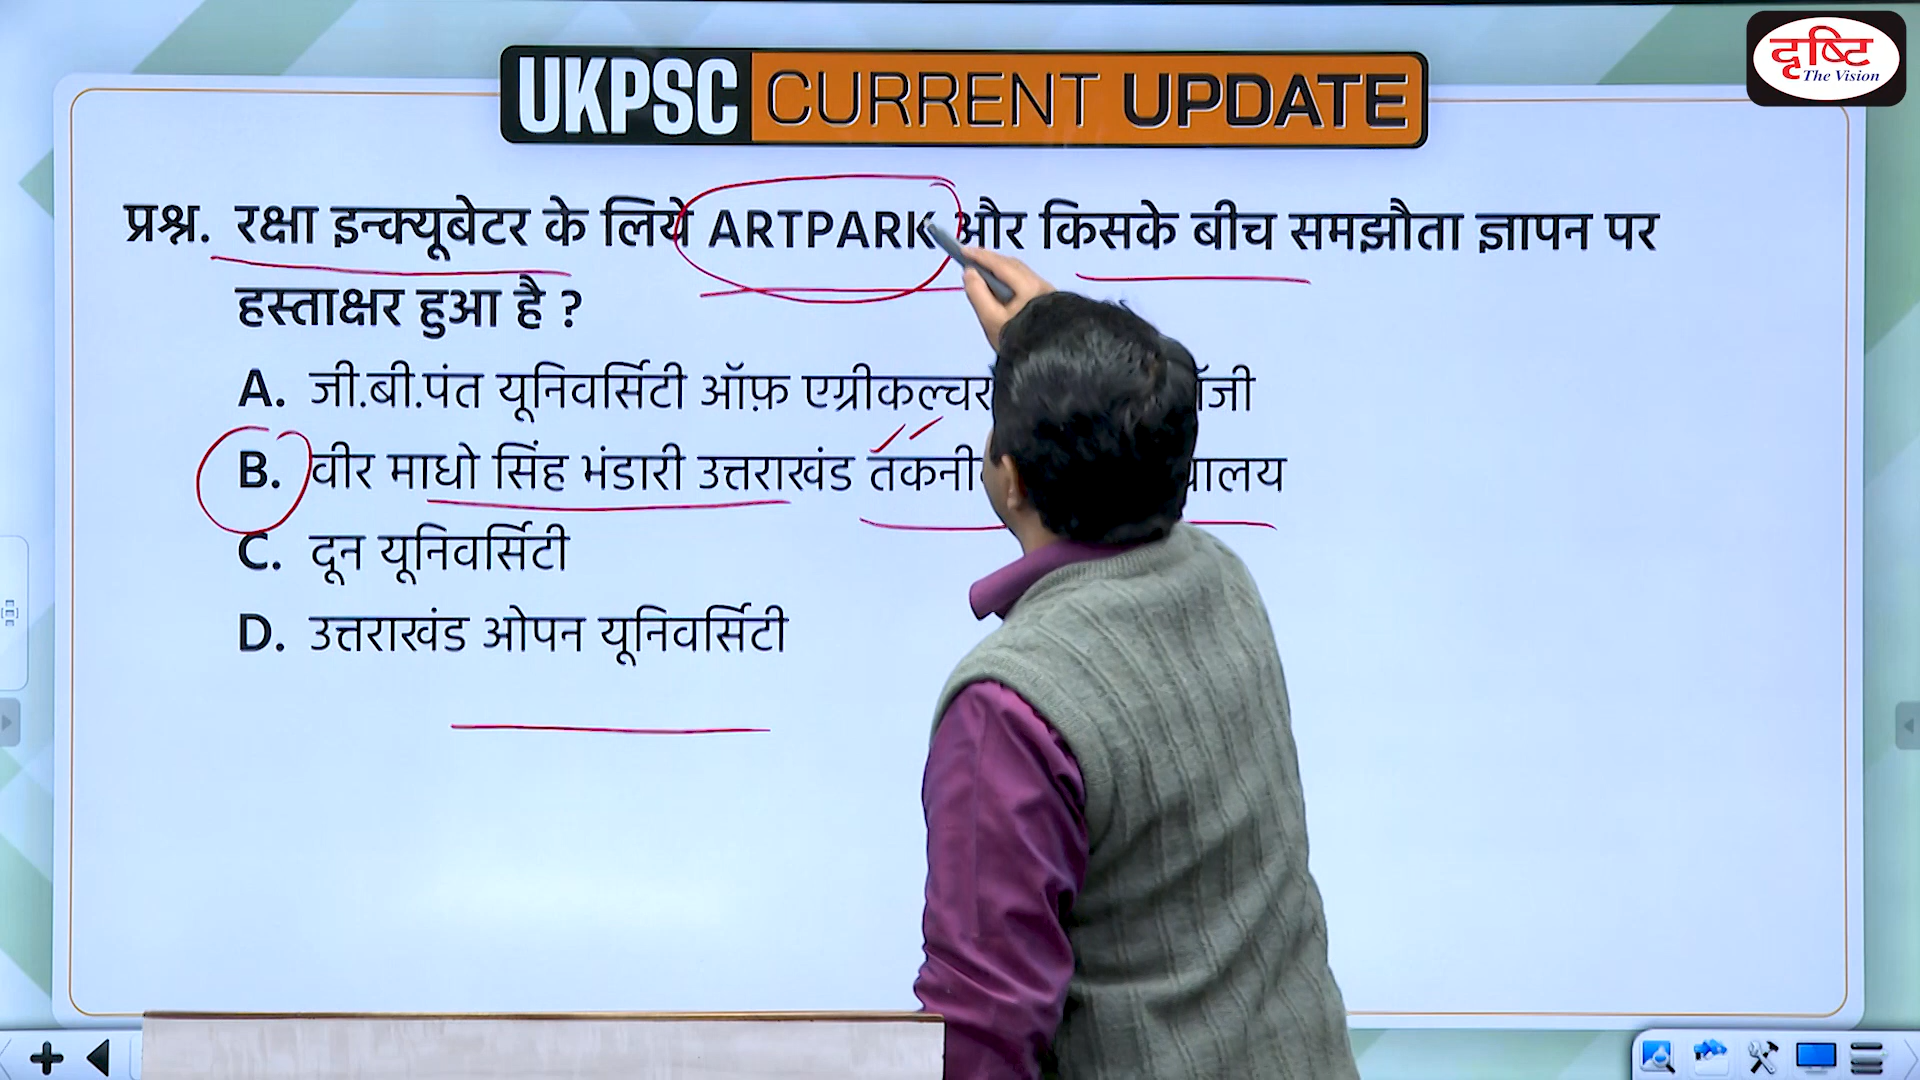 दृष्टि
The Vision
UKPSC CURRENT UPDATE
प्रश्न. रक्षा इन्क्यूबेटर के लिये ARTPARK और किसके बीच समझौता ज्ञापन पर
हस्ताक्षर हुआ है ?
A. जी.बी.पंत यूनिवर्सिटी ऑफ़ एग्रीकल्चर
B. वीर माधो सिंह भंडारी उत्तराखंड
C. दून यूनिवर्सिटी
D. उत्तराखंड ओपन यूनिवर्सिटी